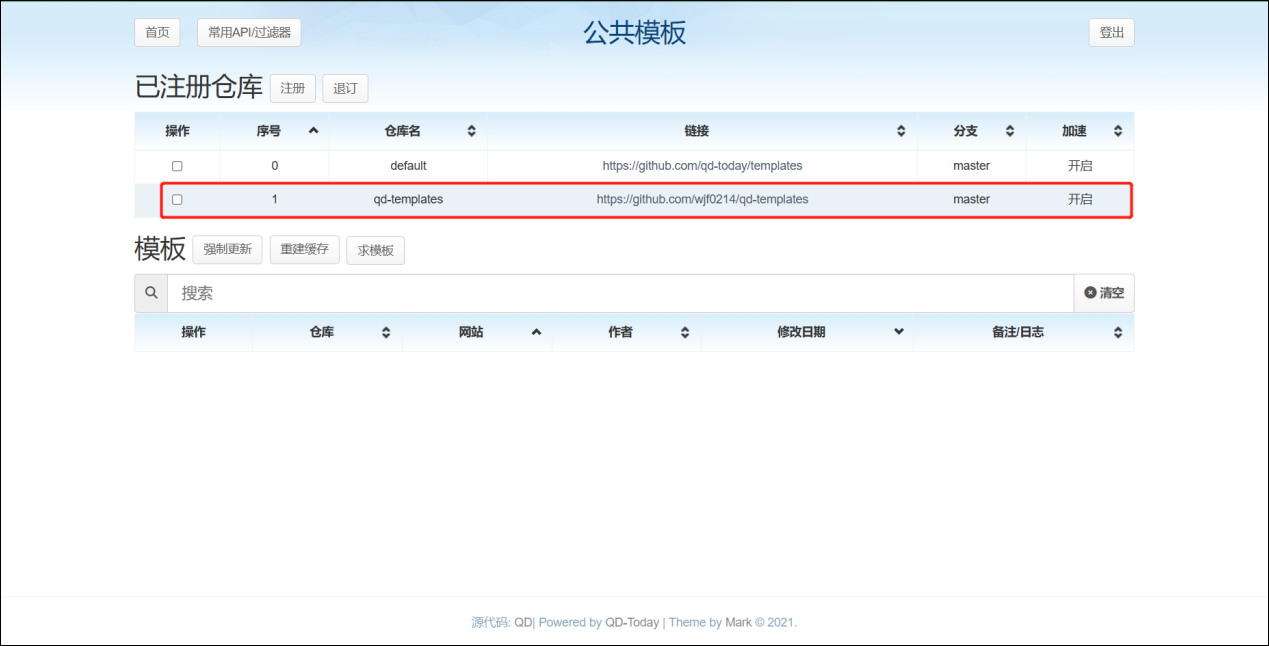 首页 常用API/过滤器 公共模板 登出
已注册仓库 注册 退订
操作 序号 仓库名 链接 分支 加速
0 default https://github.com/qd-today/templates master 开启
1 qd-templates https://github.com/wjf0214/qd-templates master 开启
模板 强制更新 重建缓存 求模板
搜索 清空
操作 仓库 网站 作者 修改日期 备注/日志
源代码: QD| Powered by QD-Today | Theme by Mark © 2021.